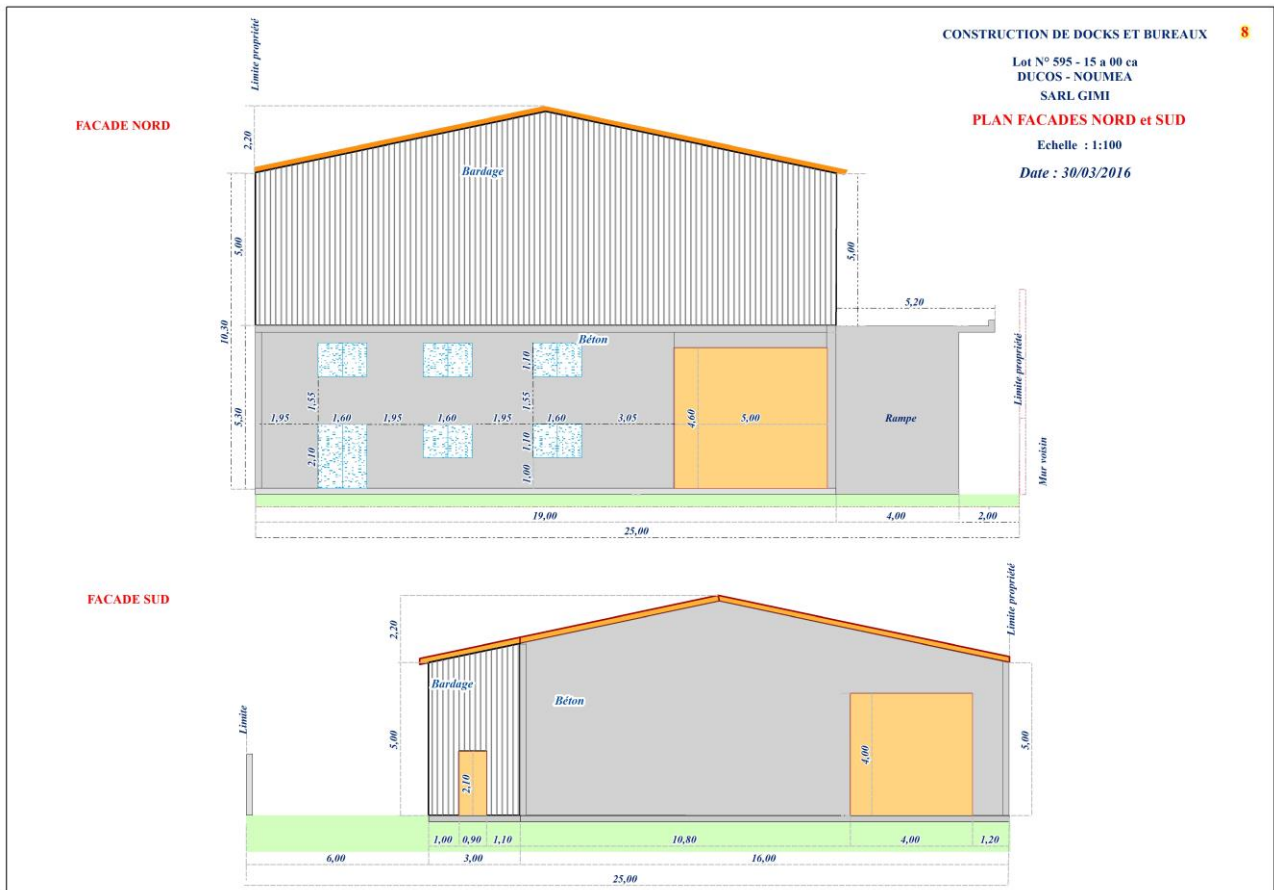 CONSTRUCTION DE DOCKS ET BUREAUX
8
Lot N° 595 - 15 a 00 ca
DUCOS - NOUMEA
SARL GIMI
PLAN FACADES NORD et SUD
Echelle : 1:100
Date : 30/03/2016
FACADE NORD
Limite propriété
2,20
Bardage
5,00
5,00
10,30
5,20
Béton
1,10
1,55
1,55
Limite propriété
5,30
1,95
1,60
1,95
1,60
1,95
1,60
3,05
4,60
5,00
Rampe
2,10
1,10
1,00
Mur voisin
19,00
4,00
2,00
25,00
FACADE SUD
Limite propriété
2,20
Bardage
Béton
Limite
5,00
4,00
5,00
2,10
1,00
0,90
1,10
10,80
4,00
1,20
6,00
3,00
16,00
25,00